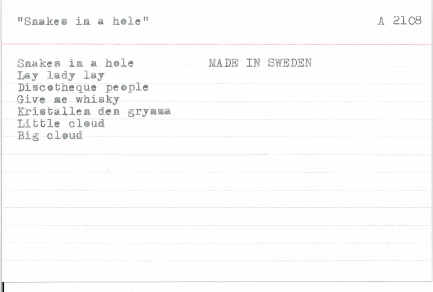 "Snakes in a hole" A 2108
Snakes in a hole MADE IN SWEDEN
Lay lady lay
Discotheque people
Give me whisky
Kristallen den grymma
Little cloud
Big cloud